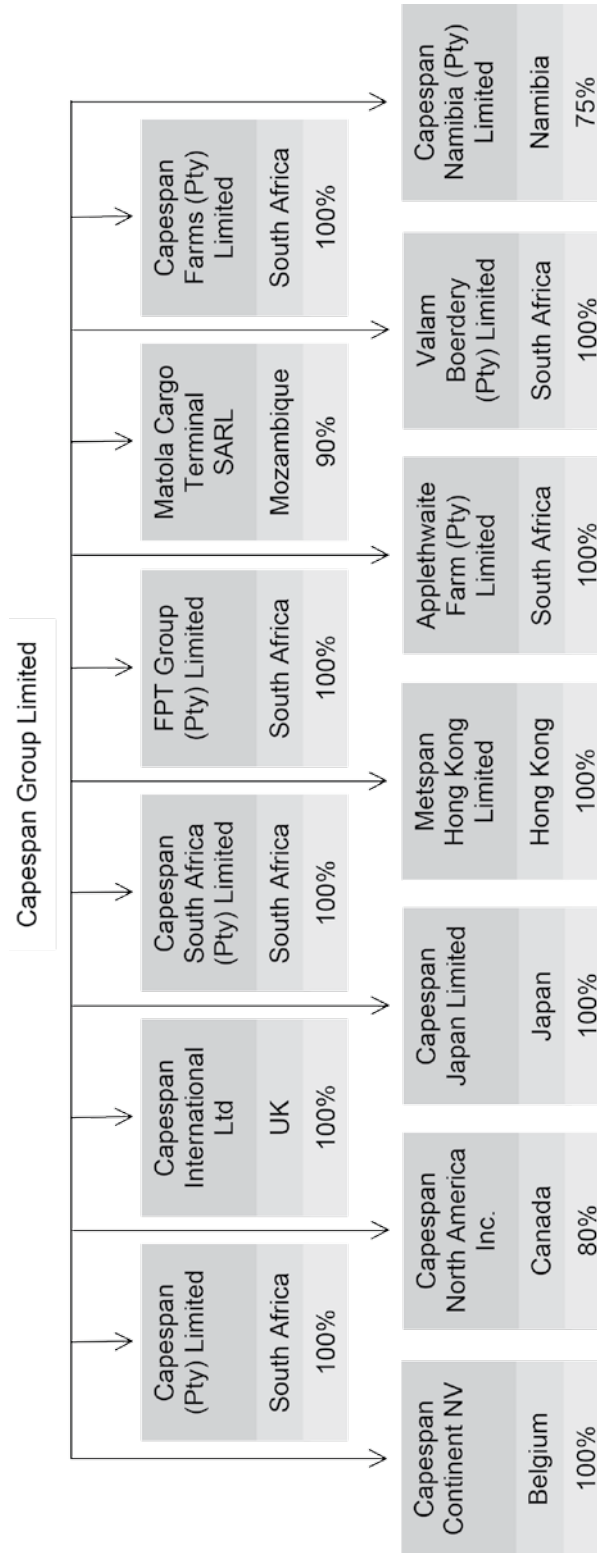 Capespan Group Limited
Capespan
(Pty) Limited
South Africa
100%
Capespan
International
Ltd
UK
100%
Capespan
South Africa
(Pty) Limited
South Africa
100%
FPT Group
(Pty) Limited
South Africa
100%
Matola Cargo
Terminal
SARL
Mozambique
90%
Capespan
Farms (Pty)
Limited
South Africa
100%
Capespan
Continent NV
Belgium
100%
Capespan
North America
Inc.
Canada
80%
Capespan
Japan Limited
Japan
100%
Metspan
Hong Kong
Limited
Hong Kong
100%
Applethwaite
Farm (Pty)
Limited
South Africa
100%
Valam
Boerdery
(Pty) Limited
South Africa
100%
Capespan
Namibia (Pty)
Limited
Namibia
75%